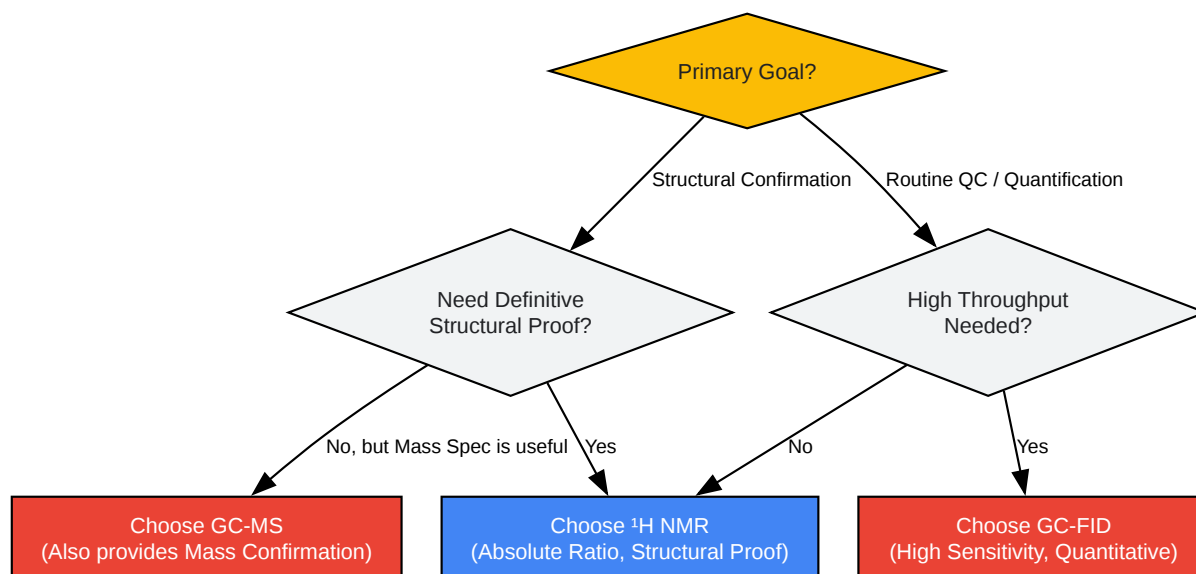 Primary Goal?
Structural Confirmation
Routine QC / Quantification
Need Definitive
Structural Proof?
High Throughput
Needed?
No, but Mass Spec is useful
Yes
No
Yes
Choose GC-MS
(Also provides Mass Confirmation)
Choose ¹H NMR
(Absolute Ratio, Structural Proof)
Choose GC-FID
(High Sensitivity, Quantitative)